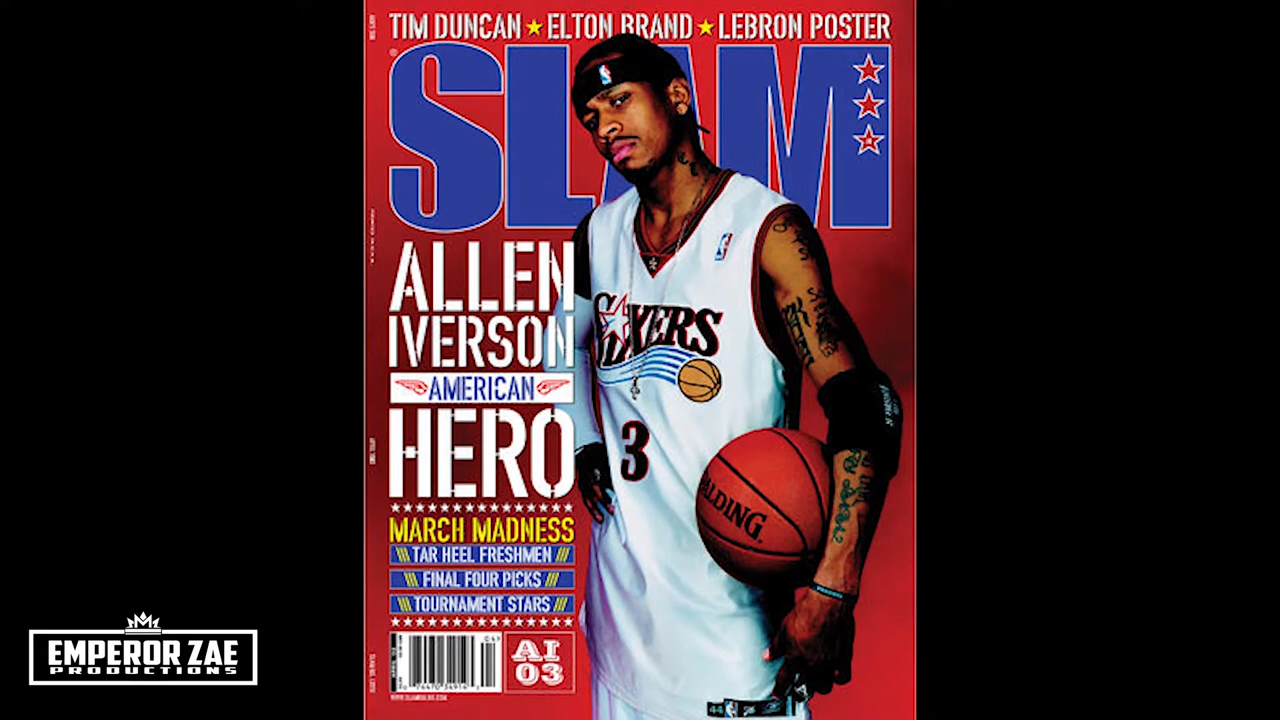 TIM DUNCAN ★ ELTON BRAND ★ LEBRON POSTER
SLAM
ALLEN
IVERSON
AMERICAN
HERO
SIXERS
3
SPALDING
MARCH MADNESS
TAR HEEL FRESHMEN
FINAL FOUR PICKS
TOURNAMENT STARS
AI
03
44
EMPEROR ZAE
PRODUCTIONS